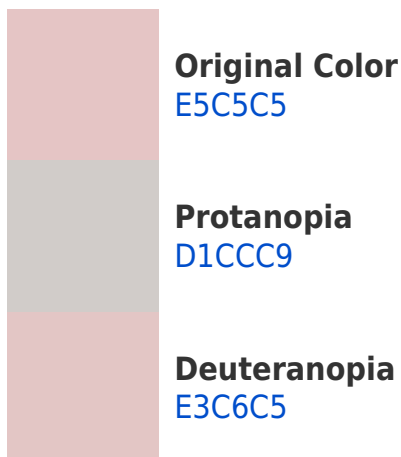 Original Color
E5C5C5
Protanopia
D1CCC9
Deuteranopia
E3C6C5